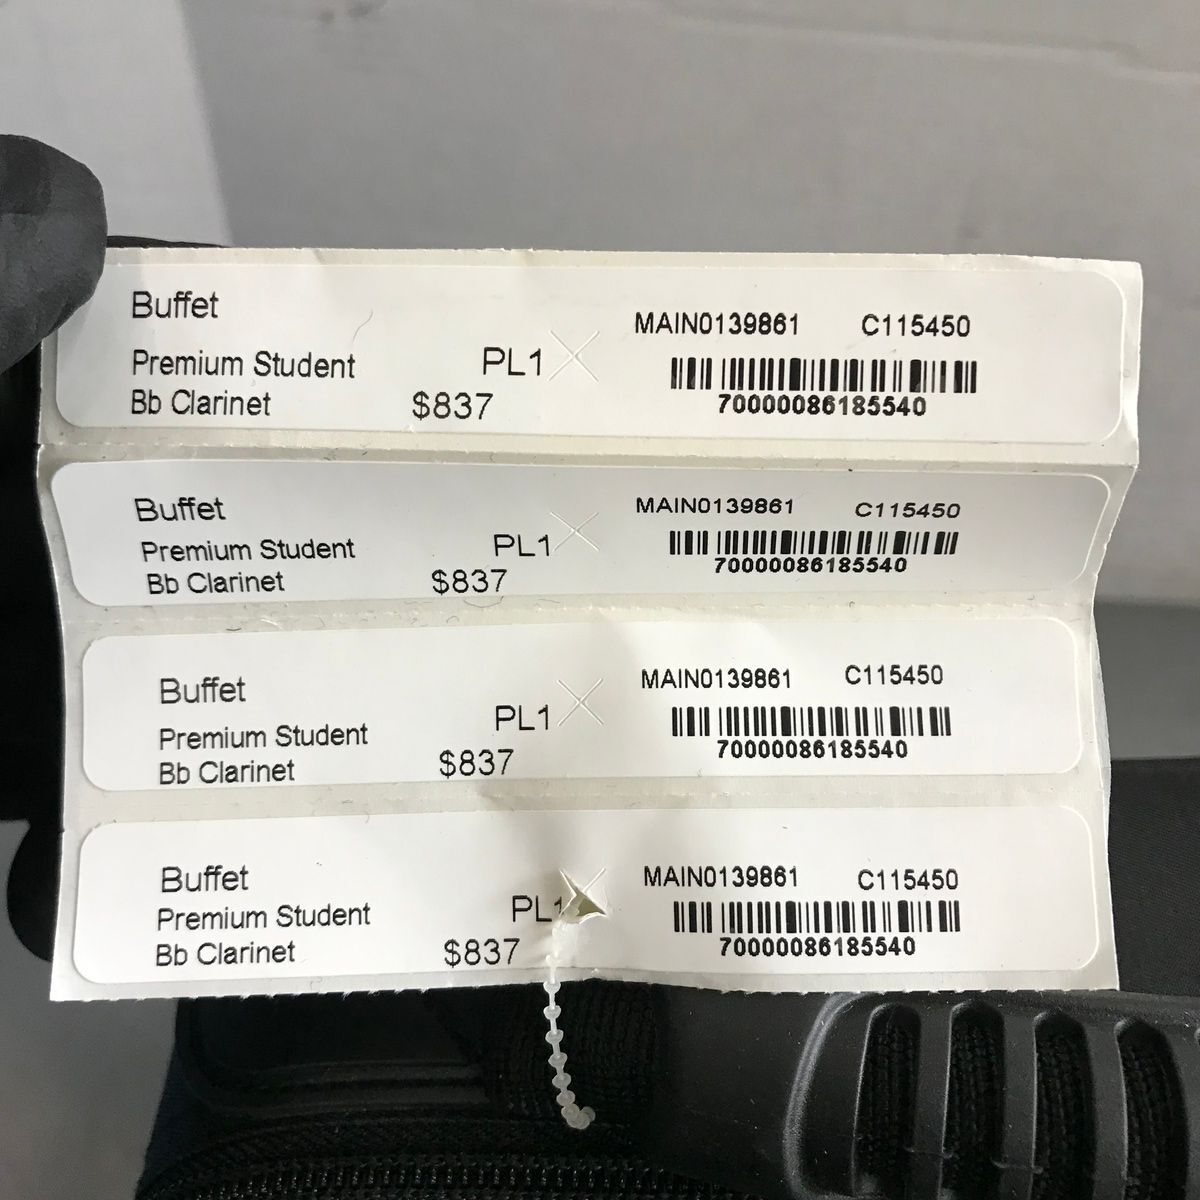 Buffet
MAIN0139861 C115450
Premium Student PL1
Bb Clarinet $837
70000086185540
Buffet
MAIN0139861 C115450
Premium Student PL1
Bb Clarinet $837
70000086185540
Buffet
MAIN0139861 C115450
Premium Student PL1
Bb Clarinet $837
70000086185540
Buffet
MAIN0139861 C115450
Premium Student PL1
Bb Clarinet $837
70000086185540